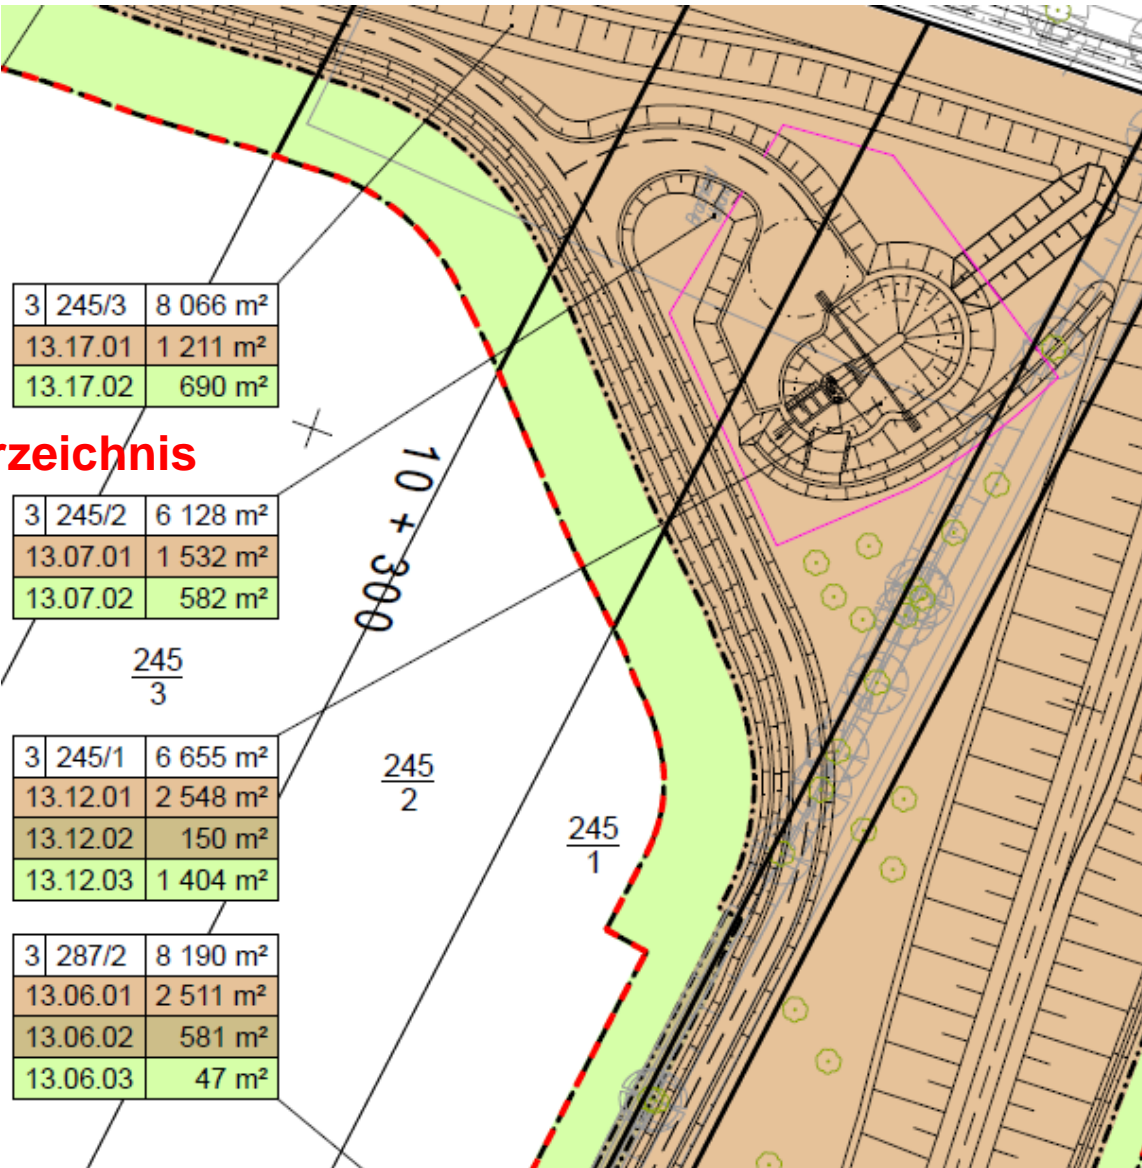 3 245/3 8 066 m²
13.17.01 1 211 m²
13.17.02 690 m²
rzeichnis
3 245/2 6 128 m²
13.07.01 1 532 m²
13.07.02 582 m²
10 + 300
245
3
3 245/1 6 655 m²
13.12.01 2 548 m²
13.12.02 150 m²
13.12.03 1 404 m²
245
2
245
1
3 287/2 8 190 m²
13.06.01 2 511 m²
13.06.02 581 m²
13.06.03 47 m²